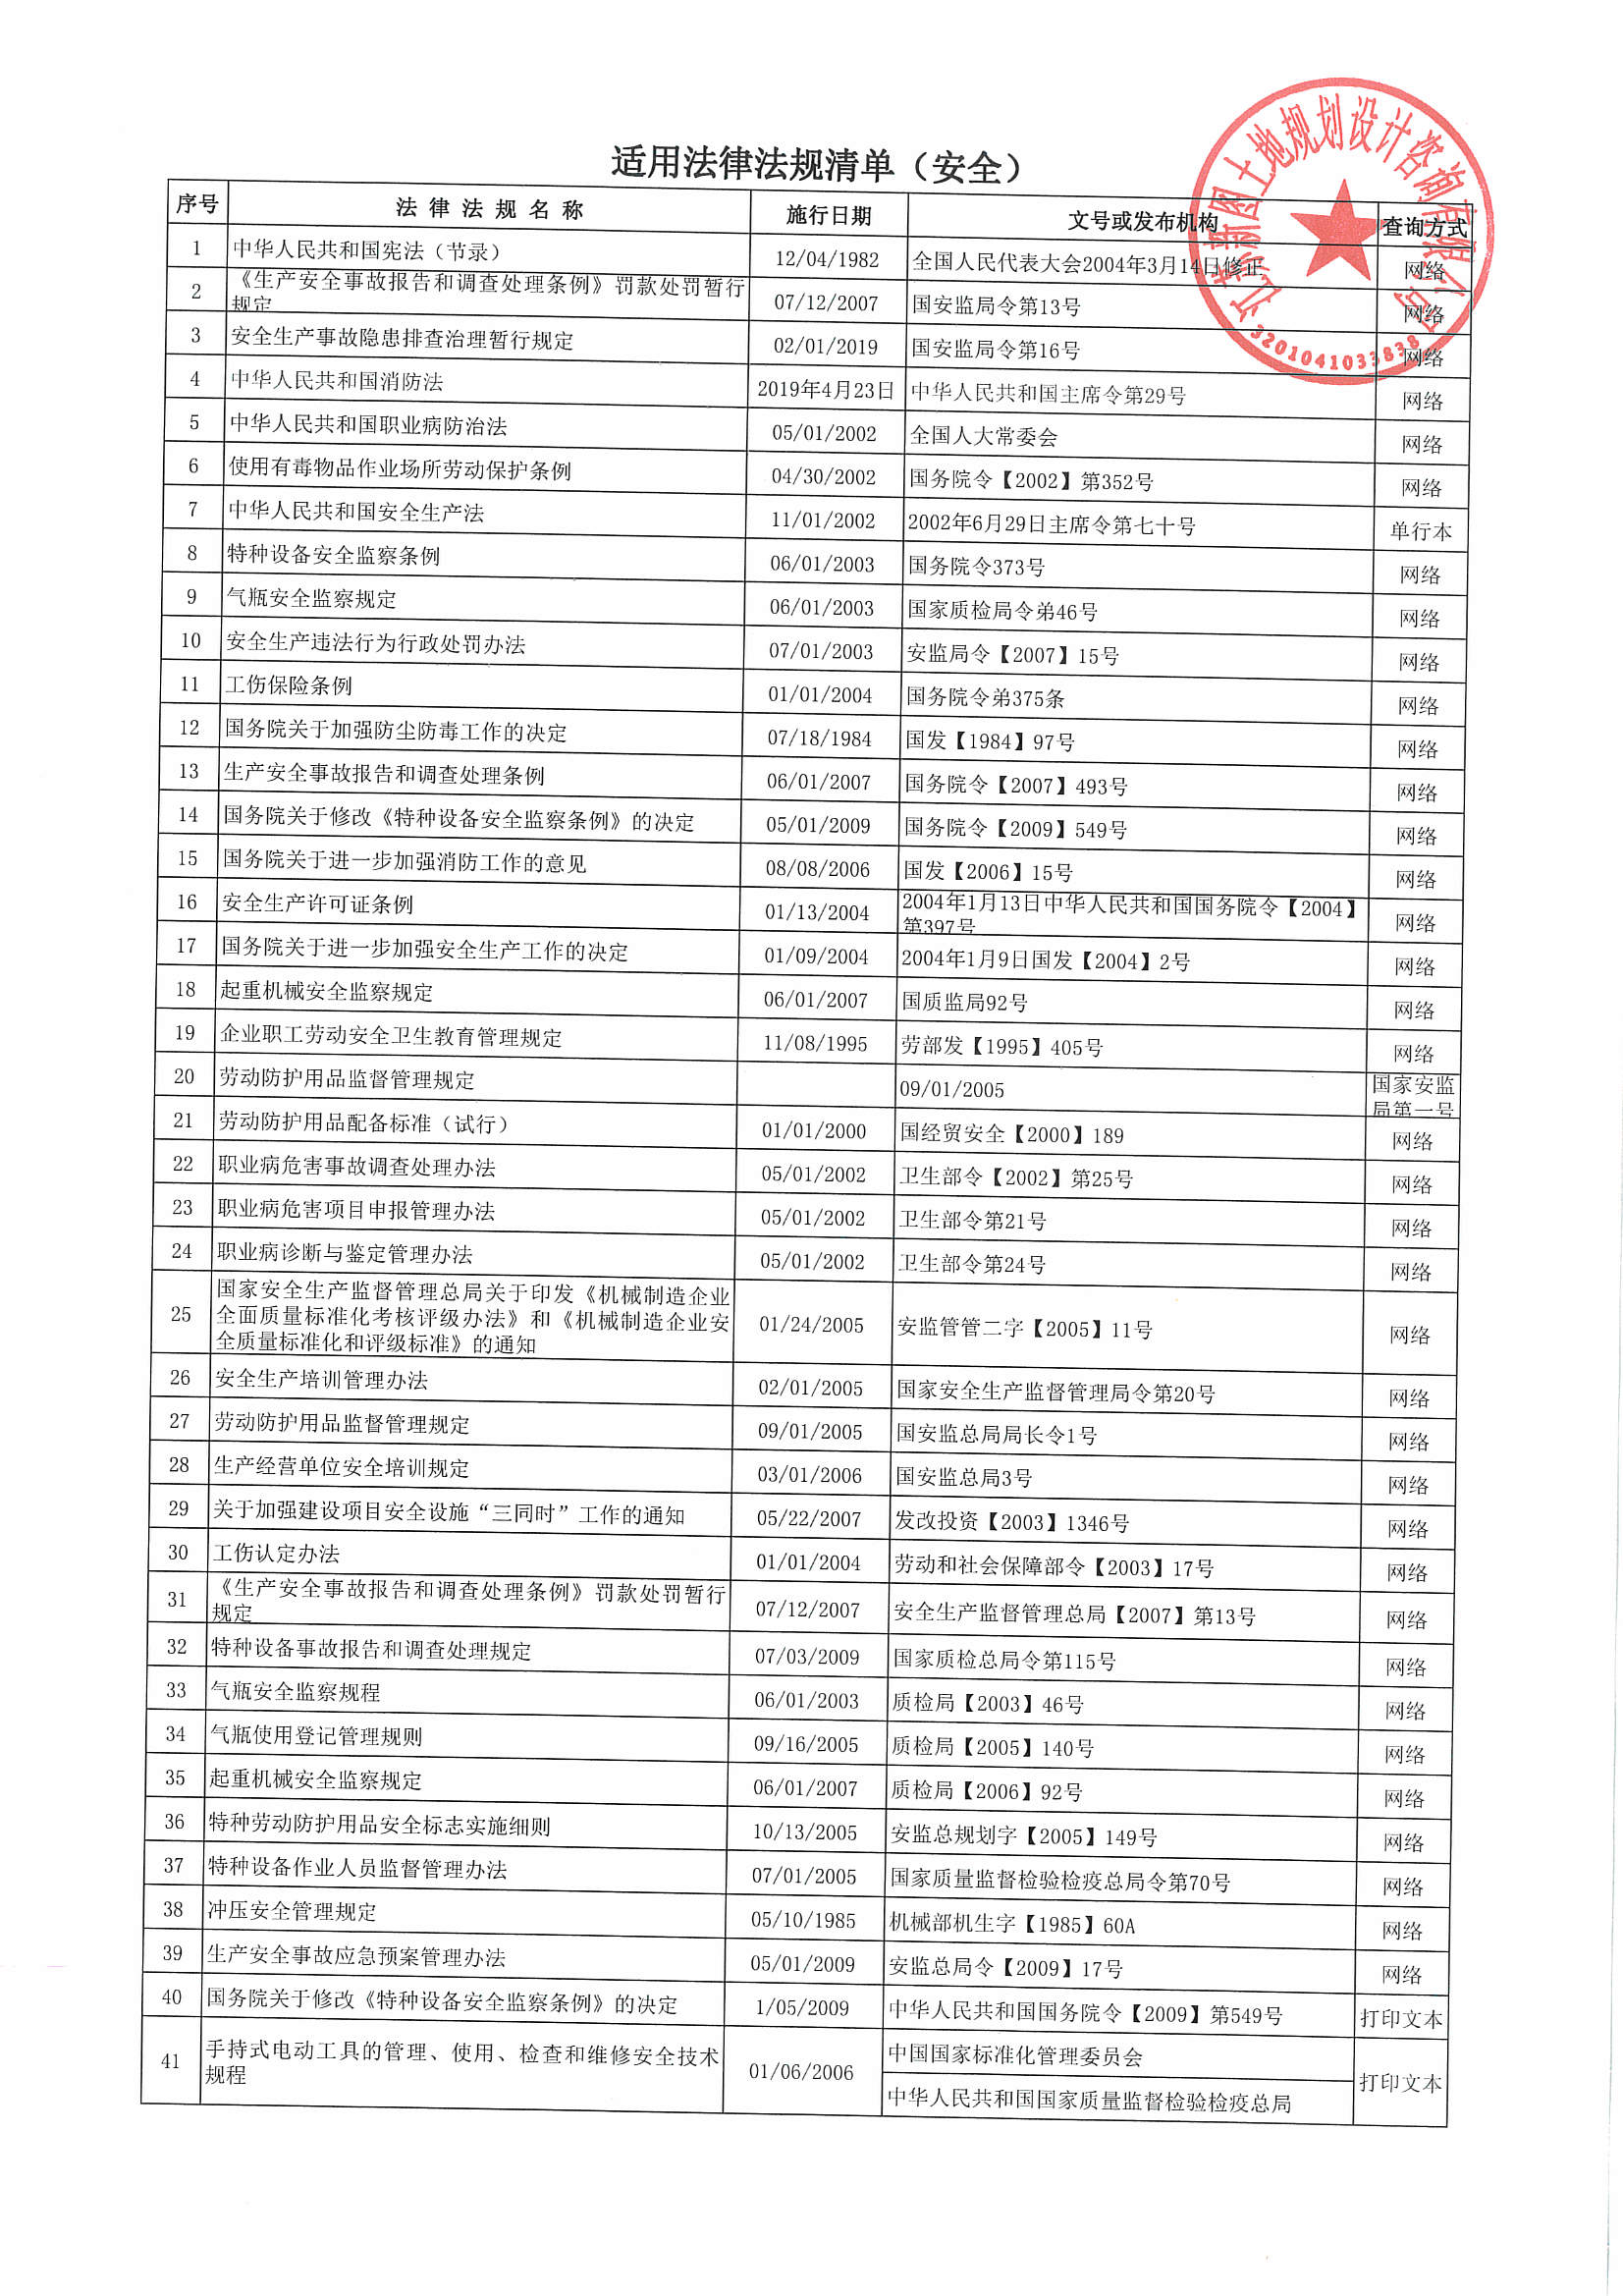 适用法律法规清单（安全）
序号 法 律 法 规 名 称 施行日期 文号或发布机构 查询方式
1 中华人民共和国宪法（节录） 12/04/1982 全国人民代表大会2004年3月14日修正 网络
2 《生产安全事故报告和调查处理条例》罚款处罚暂行
规定 07/12/2007 国安监局令第13号 网络
3 安全生产事故隐患排查治理暂行规定 02/01/2019 国安监局令第16号 网络
4 中华人民共和国消防法 2019年4月23日 中华人民共和国主席令第29号 网络
5 中华人民共和国职业病防治法 05/01/2002 全国人大常委会 网络
6 使用有毒物品作业场所劳动保护条例 04/30/2002 国务院令【2002】第352号 网络
7 中华人民共和国安全生产法 11/01/2002 2002年6月29日主席令第七十号 单行本
8 特种设备安全监察条例 06/01/2003 国务院令373号 网络
9 气瓶安全监察规定 06/01/2003 国家质检局令弟46号 网络
10 安全生产违法行为行政处罚办法 07/01/2003 安监局令【2007】15号 网络
11 工伤保险条例 01/01/2004 国务院令弟375条 网络
12 国务院关于加强防尘防毒工作的决定 07/18/1984 国发【1984】97号 网络
13 生产安全事故报告和调查处理条例 06/01/2007 国务院令【2007】493号 网络
14 国务院关于修改《特种设备安全监察条例》的决定 05/01/2009 国务院令【2009】549号 网络
15 国务院关于进一步加强消防工作的意见 08/08/2006 国发【2006】15号 网络
16 安全生产许可证条例 01/13/2004 2004年1月13日中华人民共和国国务院令【2004】
第397号 网络
17 国务院关于进一步加强安全生产工作的决定 01/09/2004 2004年1月9日国发【2004】2号 网络
18 起重机械安全监察规定 06/01/2007 国质监局92号 网络
19 企业职工劳动安全卫生教育管理规定 11/08/1995 劳部发【1995】405号 网络
20 劳动防护用品监督管理规定 09/01/2005 国家安监
局第一号
21 劳动防护用品配备标准（试行） 01/01/2000 国经贸安全【2000】189 网络
22 职业病危害事故调查处理办法 05/01/2002 卫生部令【2002】第25号 网络
23 职业病危害项目申报管理办法 05/01/2002 卫生部令第21号 网络
24 职业病诊断与鉴定管理办法 05/01/2002 卫生部令第24号 网络
25 国家安全生产监督管理总局关于印发《机械制造企业
全面质量标准化考核评级办法》和《机械制造企业安
全质量标准化和评级标准》的通知 01/24/2005 安监管管二字【2005】11号 网络
26 安全生产培训管理办法 02/01/2005 国家安全生产监督管理局令第20号 网络
27 劳动防护用品监督管理规定 09/01/2005 国安监总局局长令1号 网络
28 生产经营单位安全培训规定 03/01/2006 国安监总局3号 网络
29 关于加强建设项目安全设施“三同时”工作的通知 05/22/2007 发改投资【2003】1346号 网络
30 工伤认定办法 01/01/2004 劳动和社会保障部令【2003】17号 网络
31 《生产安全事故报告和调查处理条例》罚款处罚暂行
规定 07/12/2007 安全生产监督管理总局【2007】第13号 网络
32 特种设备事故报告和调查处理规定 07/03/2009 国家质检总局令第115号 网络
33 气瓶安全监察规程 06/01/2003 质检局【2003】46号 网络
34 气瓶使用登记管理规则 09/16/2005 质检局【2005】140号 网络
35 起重机械安全监察规定 06/01/2007 质检局【2006】92号 网络
36 特种劳动防护用品安全标志实施细则 10/13/2005 安监总规划字【2005】149号 网络
37 特种设备作业人员监督管理办法 07/01/2005 国家质量监督检验检疫总局令第70号 网络
38 冲压安全管理规定 05/10/1985 机械部机生字【1985】60A 网络
39 生产安全事故应急预案管理办法 05/01/2009 安监总局令【2009】17号 网络
40 国务院关于修改《特种设备安全监察条例》的决定 1/05/2009 中华人民共和国国务院令【2009】第549号 打印文本
41 手持式电动工具的管理、使用、检查和维修安全技术
规程 01/06/2006 中国国家标准化管理委员会
中华人民共和国国家质量监督检验检疫总局 打印文本
江苏新图土地规划设计咨询有限公司
3201041033838